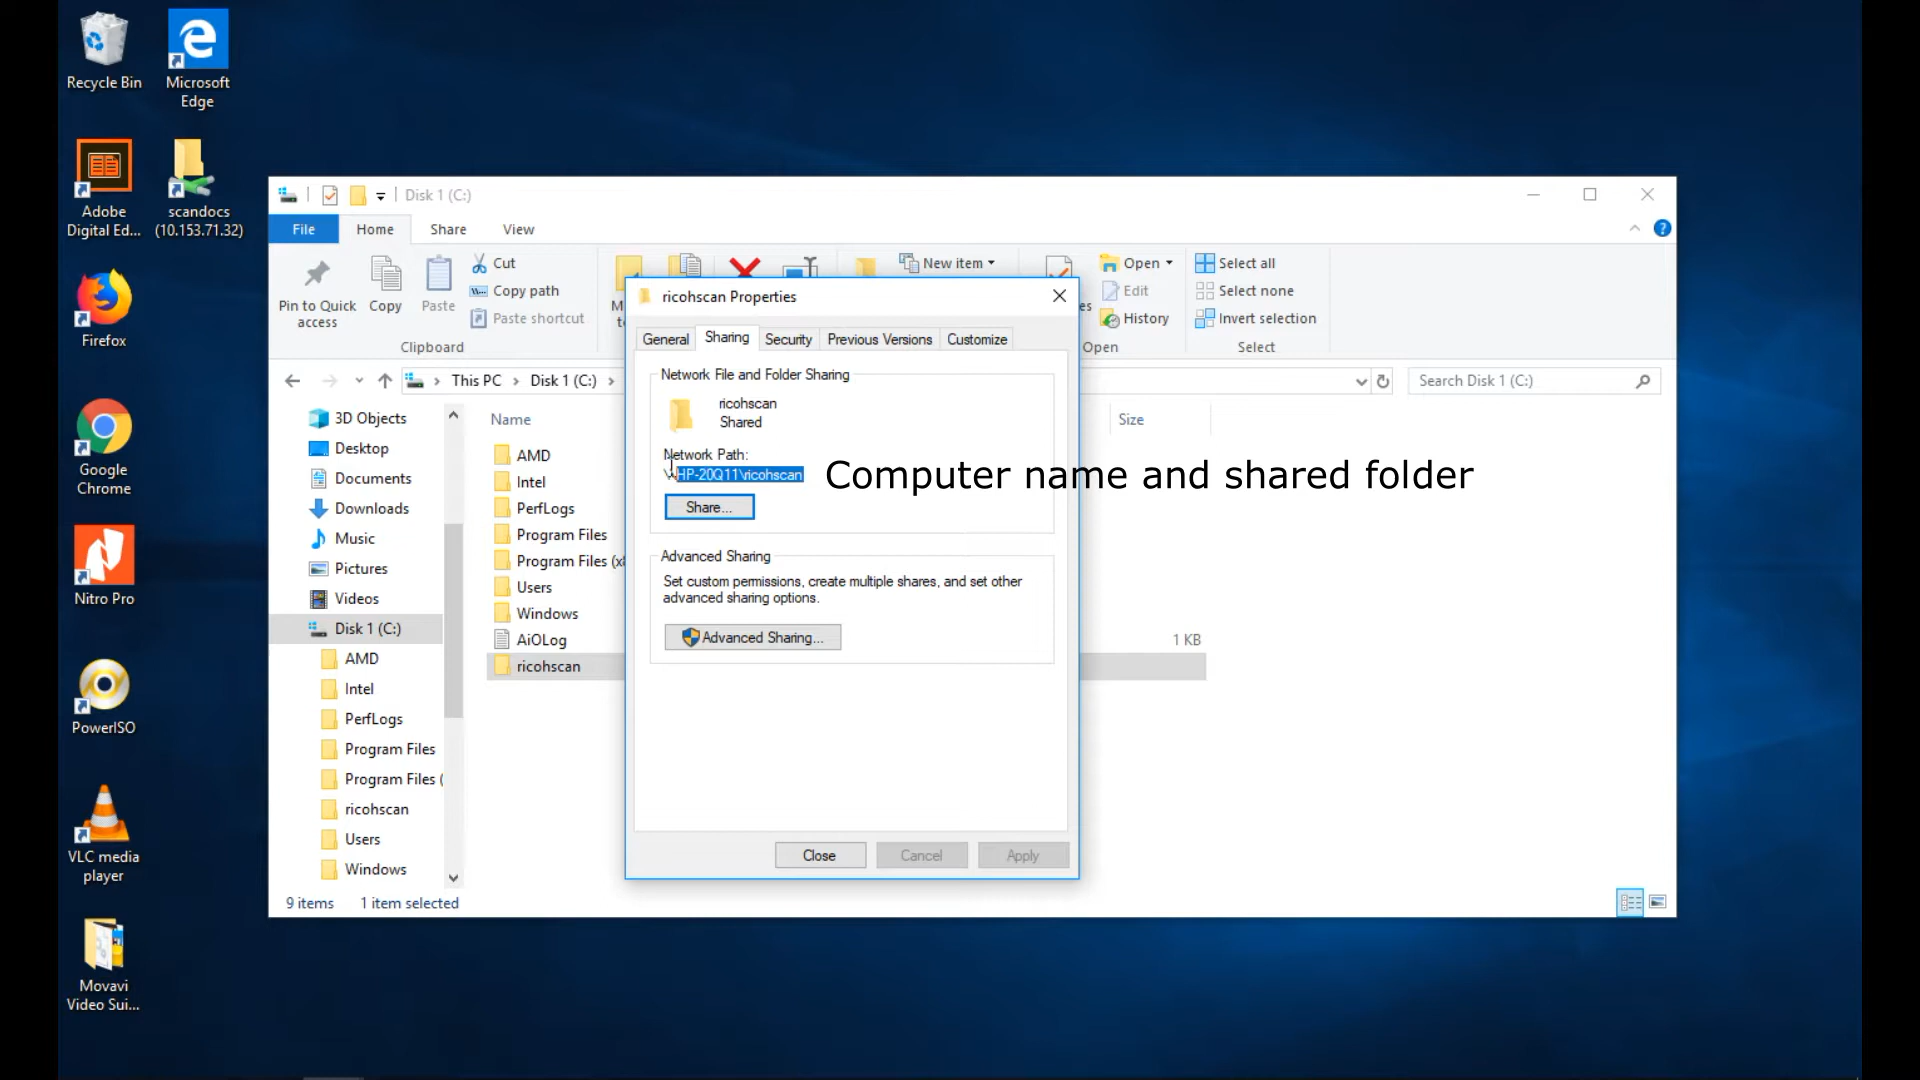 Recycle Bin
Microsoft
Edge
Adobe
Digital Ed...
scandocs
(10.153.71.32)
Firefox
Google
Chrome
Nitro Pro
PowerISO
VLC media
player
Movavi
Video Sui...
Disk 1 (C:)
File
Home
Share
View
Pin to Quick
access
Copy
Paste
Cut
Copy path
Paste shortcut
Clipboard
New item
Open
Edit
History
Open
Select all
Select none
Invert selection
Select
This PC
Disk 1 (C:)
Search Disk 1 (C:)
3D Objects
Desktop
Documents
Downloads
Music
Pictures
Videos
Disk 1 (C:)
AMD
Intel
PerfLogs
Program Files
Program Files (
ricohscan
Users
Windows
Name
Size
AMD
Intel
PerfLogs
Program Files
Program Files (x8
Users
Windows
AiOLog
1 KB
ricohscan
9 items
1 item selected
ricohscan Properties
General
Sharing
Security
Previous Versions
Customize
Network File and Folder Sharing
ricohscan
Shared
Network Path:
\\HP-20Q11\ricohscan
Computer name and shared folder
Share...
Advanced Sharing
Set custom permissions, create multiple shares, and set other
advanced sharing options.
Advanced Sharing...
Close
Cancel
Apply